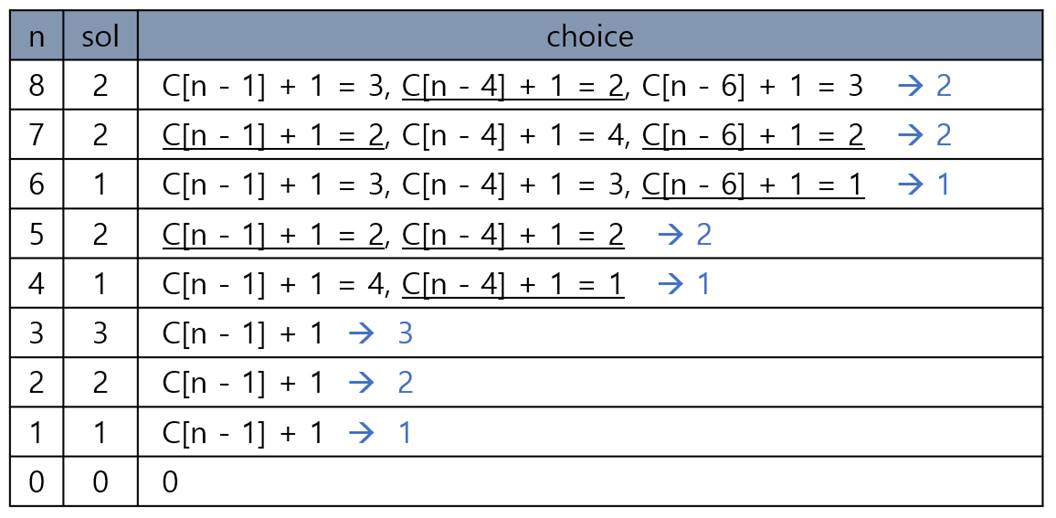 n sol choice
8 2 C[n - 1] + 1 = 3, C[n - 4] + 1 = 2, C[n - 6] + 1 = 3 → 2
7 2 C[n - 1] + 1 = 2, C[n - 4] + 1 = 4, C[n - 6] + 1 = 2 → 2
6 1 C[n - 1] + 1 = 3, C[n - 4] + 1 = 3, C[n - 6] + 1 = 1 → 1
5 2 C[n - 1] + 1 = 2, C[n - 4] + 1 = 2 → 2
4 1 C[n - 1] + 1 = 4, C[n - 4] + 1 = 1 → 1
3 3 C[n - 1] + 1 → 3
2 2 C[n - 1] + 1 → 2
1 1 C[n - 1] + 1 → 1
0 0 0